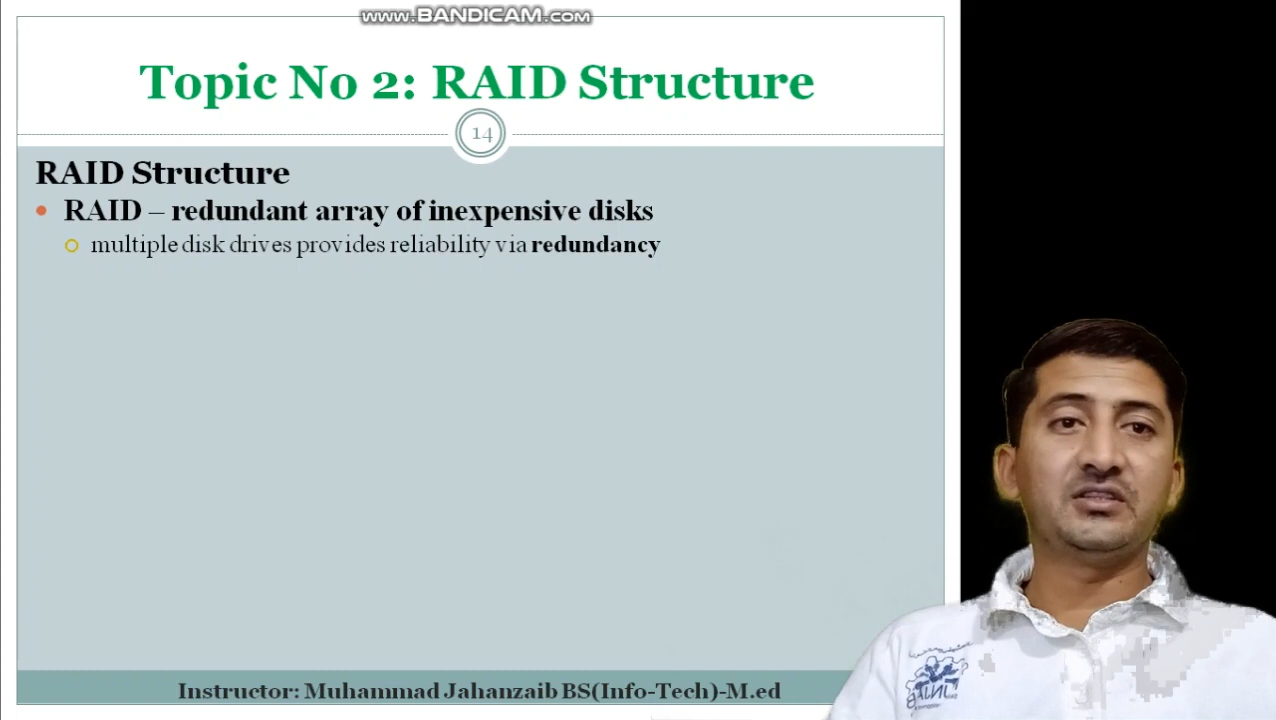 www.BANDICAM.com
Topic No 2: RAID Structure
14
RAID Structure
RAID – redundant array of inexpensive disks
multiple disk drives provides reliability via redundancy
Instructor: Muhammad Jahanzaib BS(Info-Tech)-M.ed